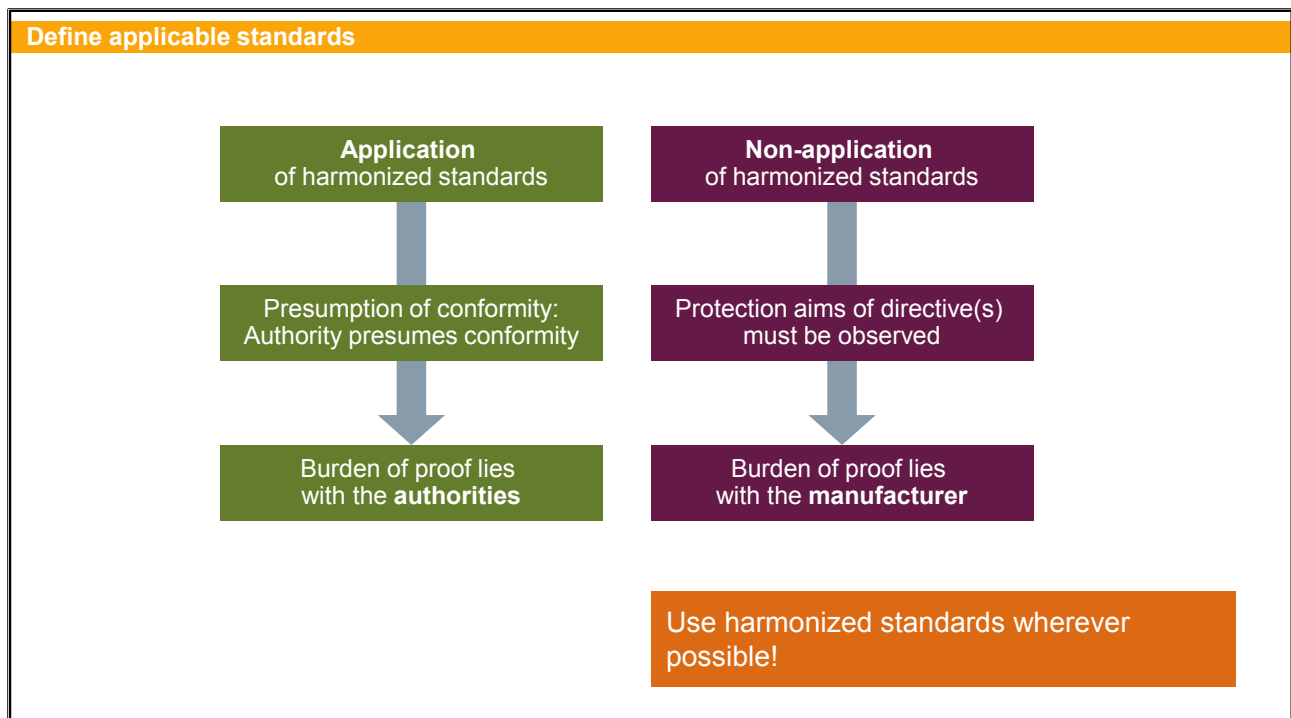 Define applicable standards
Application
of harmonized standards
Presumption of conformity:
Authority presumes conformity
Burden of proof lies
with the authorities
Non-application
of harmonized standards
Protection aims of directive(s)
must be observed
Burden of proof lies
with the manufacturer
Use harmonized standards wherever
possible!